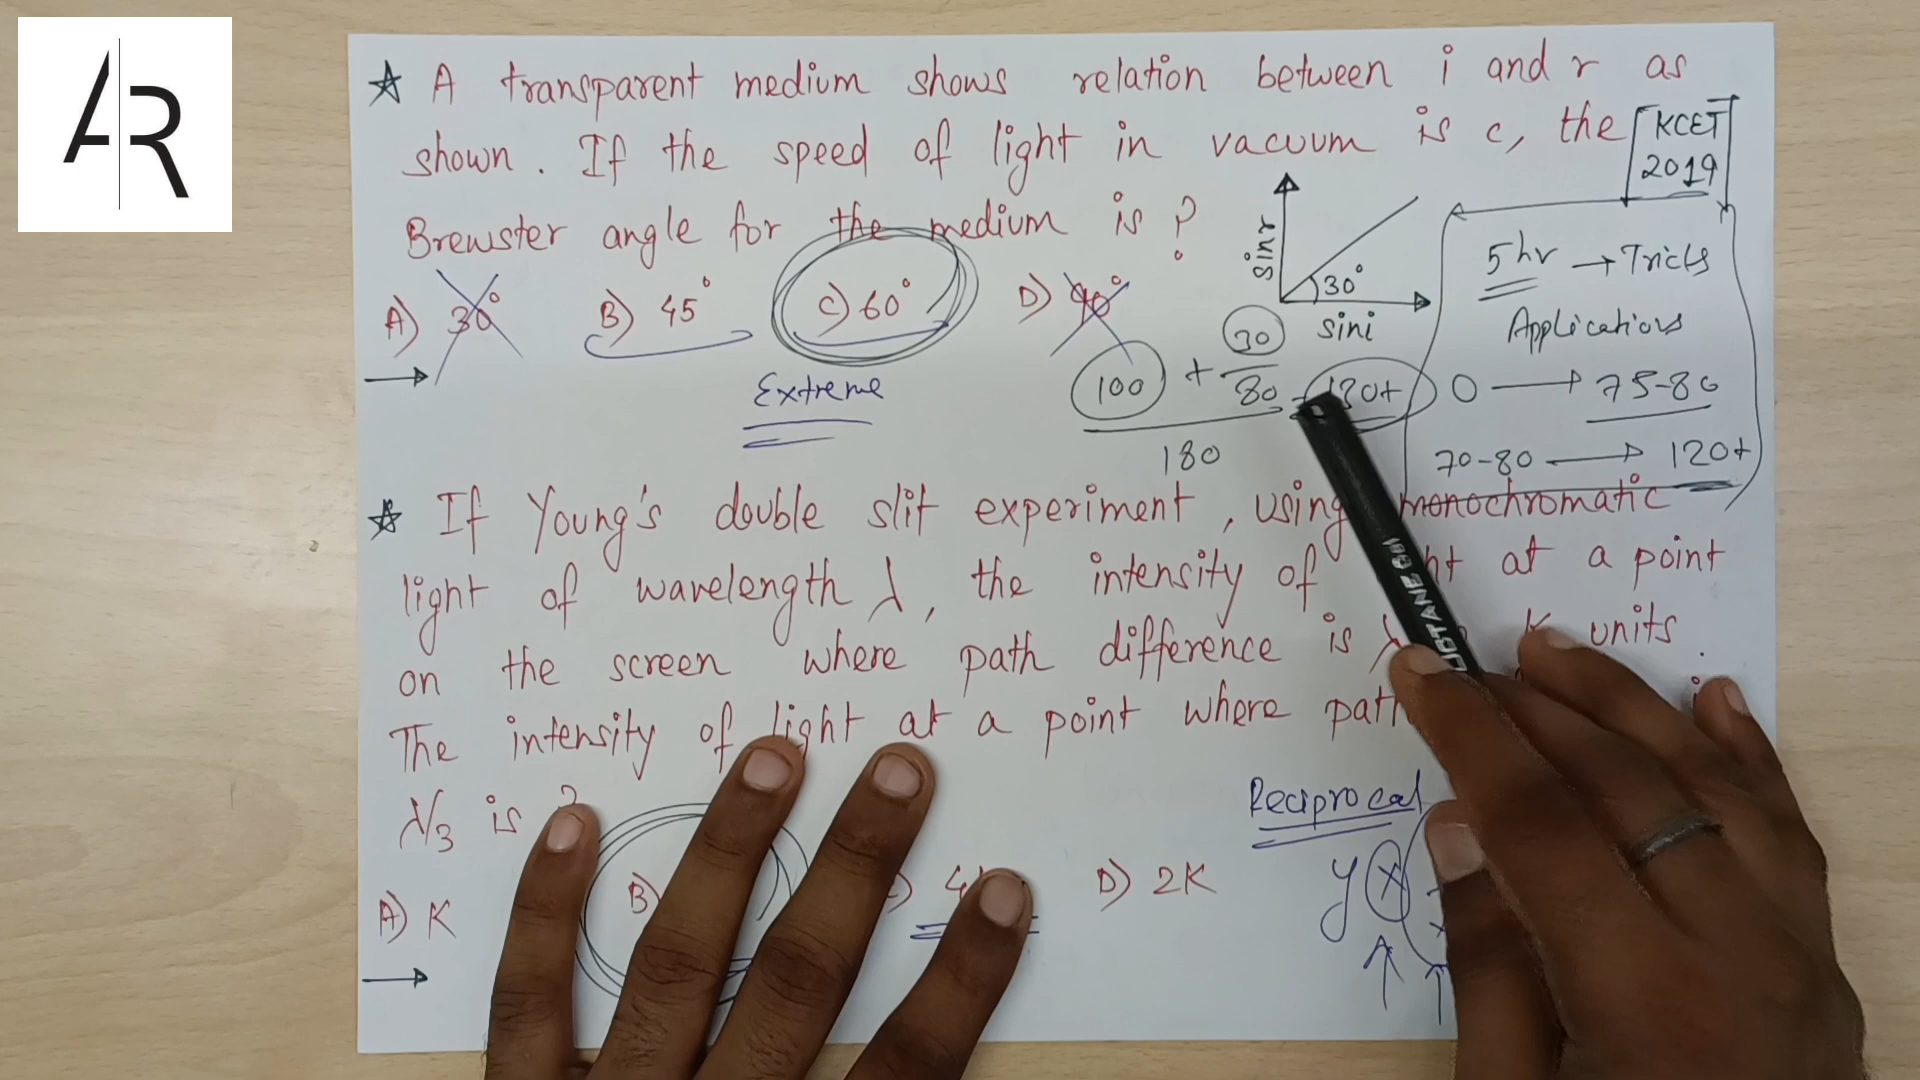 AR
☆ A transparent medium shows relation between i and r as
shown. If the speed of light in vacuum is c, the
KCET
2019
Brewster angle for the medium is ?
A) 30° B) 45° C) 60° D) 90°
sin r
30°
sin i
5 hr → Tricks
Applications
0 → 75-80
70-80 → 120+
Extreme
100 + 30/80
180
☆ If Young's double slit experiment, using monochromatic
light of wavelength λ, the intensity of at a point
on the screen where path difference is λ K units.
The intensity of light at a point where path
λ/3 is ?
A) K B) D) 2K
Reciprocal
y x
OCTANE GEL